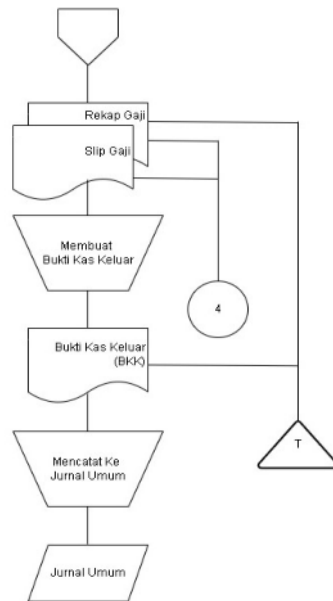 Rekap Gaji
Slip Gaji
Membuat
Bukti Kas Keluar
4
Bukti Kas Keluar
(BKK)
T
Mencatat Ke
Jurnal Umum
Jurnal Umum